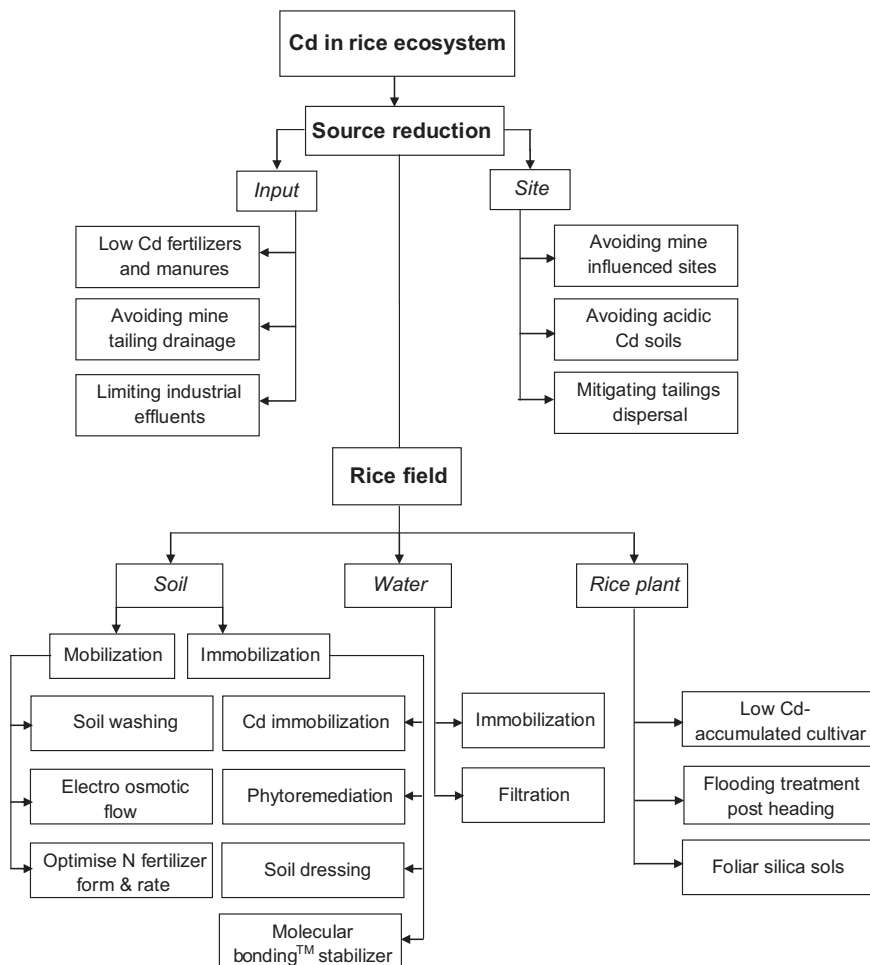 Cd in rice ecosystem
Source reduction
Input
Site
Low Cd fertilizers
and manures
Avoiding mine
tailing drainage
Limiting industrial
effluents
Avoiding mine
influenced sites
Avoiding acidic
Cd soils
Mitigating tailings
dispersal
Rice field
Soil
Water
Rice plant
Mobilization
Immobilization
Soil washing
Electro osmotic
flow
Optimise N fertilizer
form & rate
Cd immobilization
Phytoremediation
Soil dressing
Molecular
bonding™ stabilizer
Immobilization
Filtration
Low Cd-
accumulated cultivar
Flooding treatment
post heading
Foliar silica sols